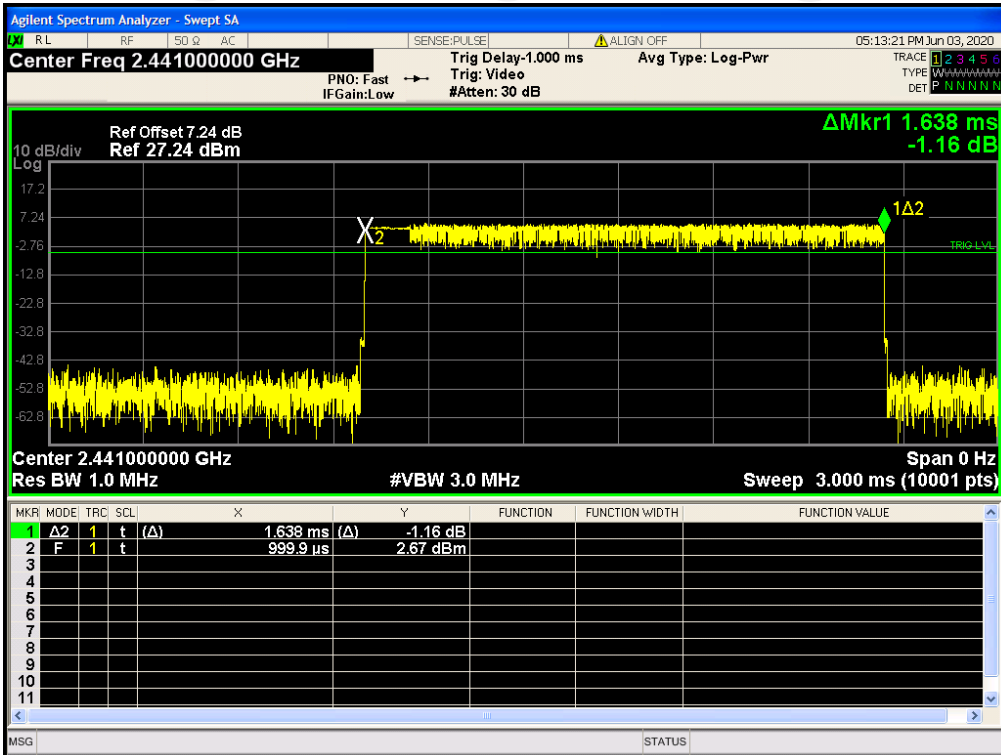 Agilent Spectrum Analyzer - Swept SA
LXI RL RF 50 Ω AC SENSE:PULSE ALIGN OFF 05:13:21 PM Jun 03, 2020
Center Freq 2.441000000 GHz
PNO: Fast
IFGain:Low
Trig Delay-1.000 ms
Trig: Video
#Atten: 30 dB
Avg Type: Log-Pwr
TRACE 1 2 3 4 5 6
TYPE WWWWWW
DET P N N N N N
ΔMkr1 1.638 ms
-1.16 dB
Ref Offset 7.24 dB
10 dB/div Ref 27.24 dBm
Log
17.2
7.24
-2.76
-12.8
-22.8
-32.8
-42.8
-52.8
-62.8
2
1Δ2
TRIG LVL
Center 2.441000000 GHz Span 0 Hz
Res BW 1.0 MHz #VBW 3.0 MHz Sweep 3.000 ms (10001 pts)
MKR MODE TRC SCL X Y FUNCTION FUNCTION WIDTH FUNCTION VALUE
1 Δ2 1 t (Δ) 1.638 ms (Δ) -1.16 dB
2 F 1 t 999.9 µs 2.67 dBm
3
4
5
6
7
8
9
10
11
MSG STATUS